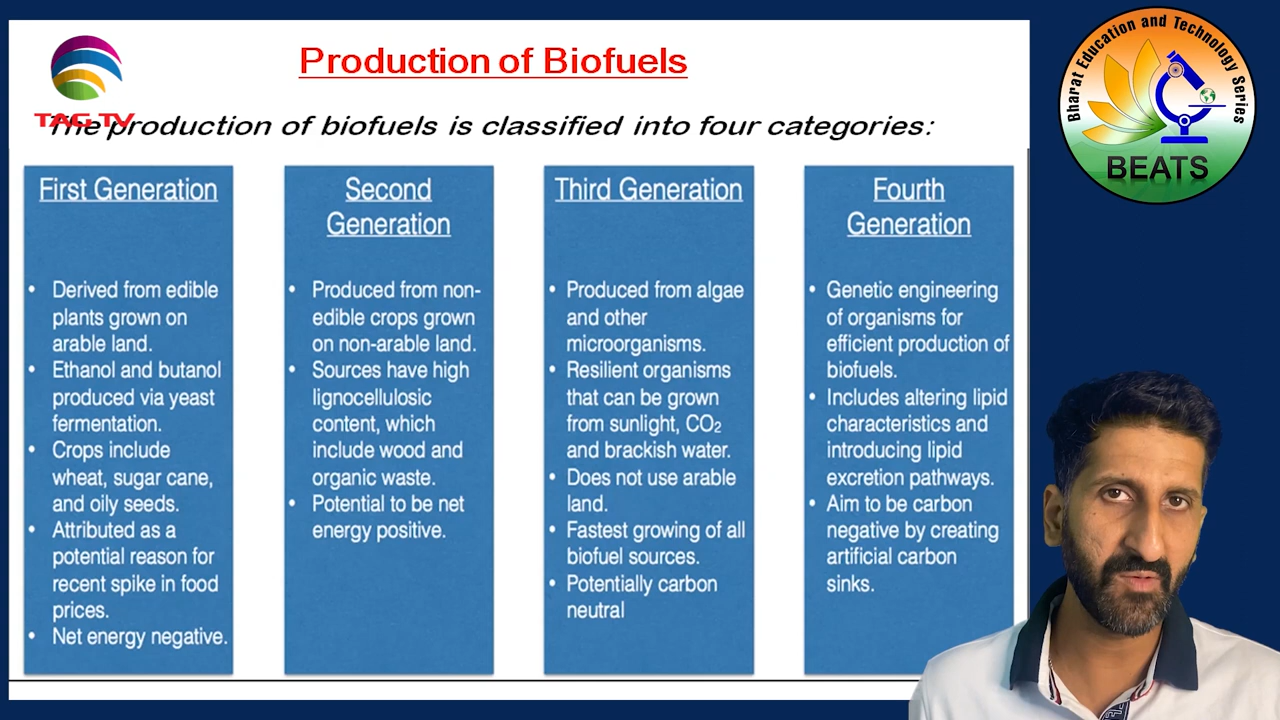 Production of Biofuels
TAG TV
The production of biofuels is classified into four categories:
First Generation
• Derived from edible
plants grown on
arable land.
• Ethanol and butanol
produced via yeast
fermentation.
• Crops include
wheat, sugar cane,
and oily seeds.
• Attributed as a
potential reason for
recent spike in food
prices.
• Net energy negative.
Second
Generation
• Produced from non-
edible crops grown
on non-arable land.
• Sources have high
lignocellulosic
content, which
include wood and
organic waste.
• Potential to be net
energy positive.
Third Generation
• Produced from algae
and other
microorganisms.
• Resilient organisms
that can be grown
from sunlight, CO₂
and brackish water.
• Does not use arable
land.
• Fastest growing of all
biofuel sources.
• Potentially carbon
neutral
Fourth
Generation
• Genetic engineering
of organisms for
efficient production of
biofuels.
• Includes altering lipid
characteristics and
introducing lipid
excretion pathways.
• Aim to be carbon
negative by creating
artificial carbon
sinks.
Bharat Education and Technology Series
BEATS